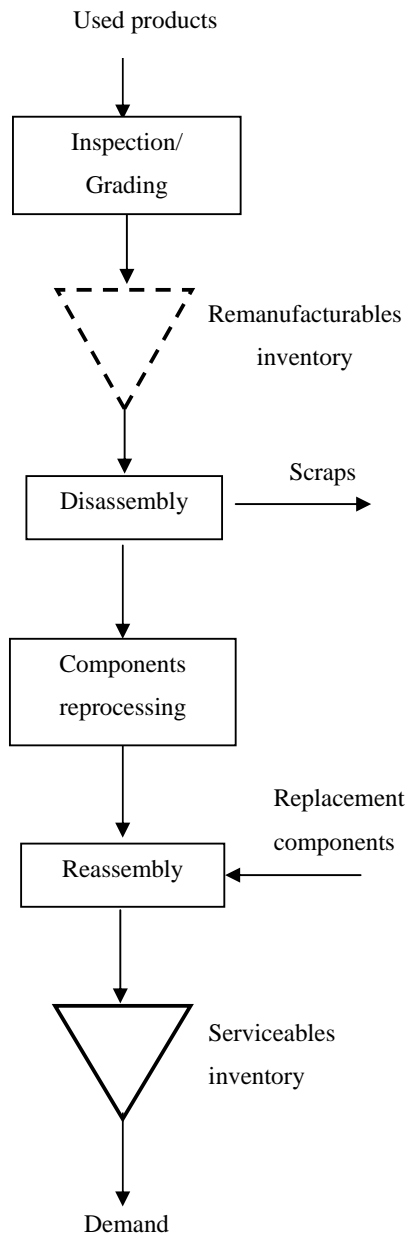 Used products
Inspection/
Grading
Remanufacturables
inventory
Scraps
Disassembly
Components
reprocessing
Replacement
components
Reassembly
Serviceables
inventory
Demand